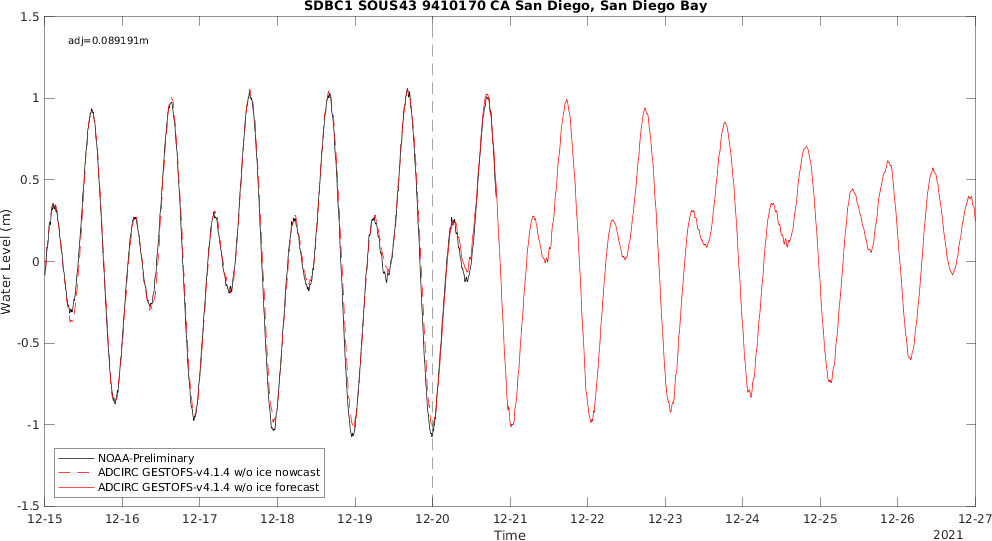 SDBC1 SOUS43 9410170 CA San Diego, San Diego Bay
adj=0.089191m
1.5
1
0.5
0
-0.5
-1
-1.5
Water Level (m)
NOAA-Preliminary
ADCIRC GESTOFS-v4.1.4 w/o ice nowcast
ADCIRC GESTOFS-v4.1.4 w/o ice forecast
12-15 12-16 12-17 12-18 12-19 12-20 12-21 12-22 12-23 12-24 12-25 12-26 12-27
Time
2021